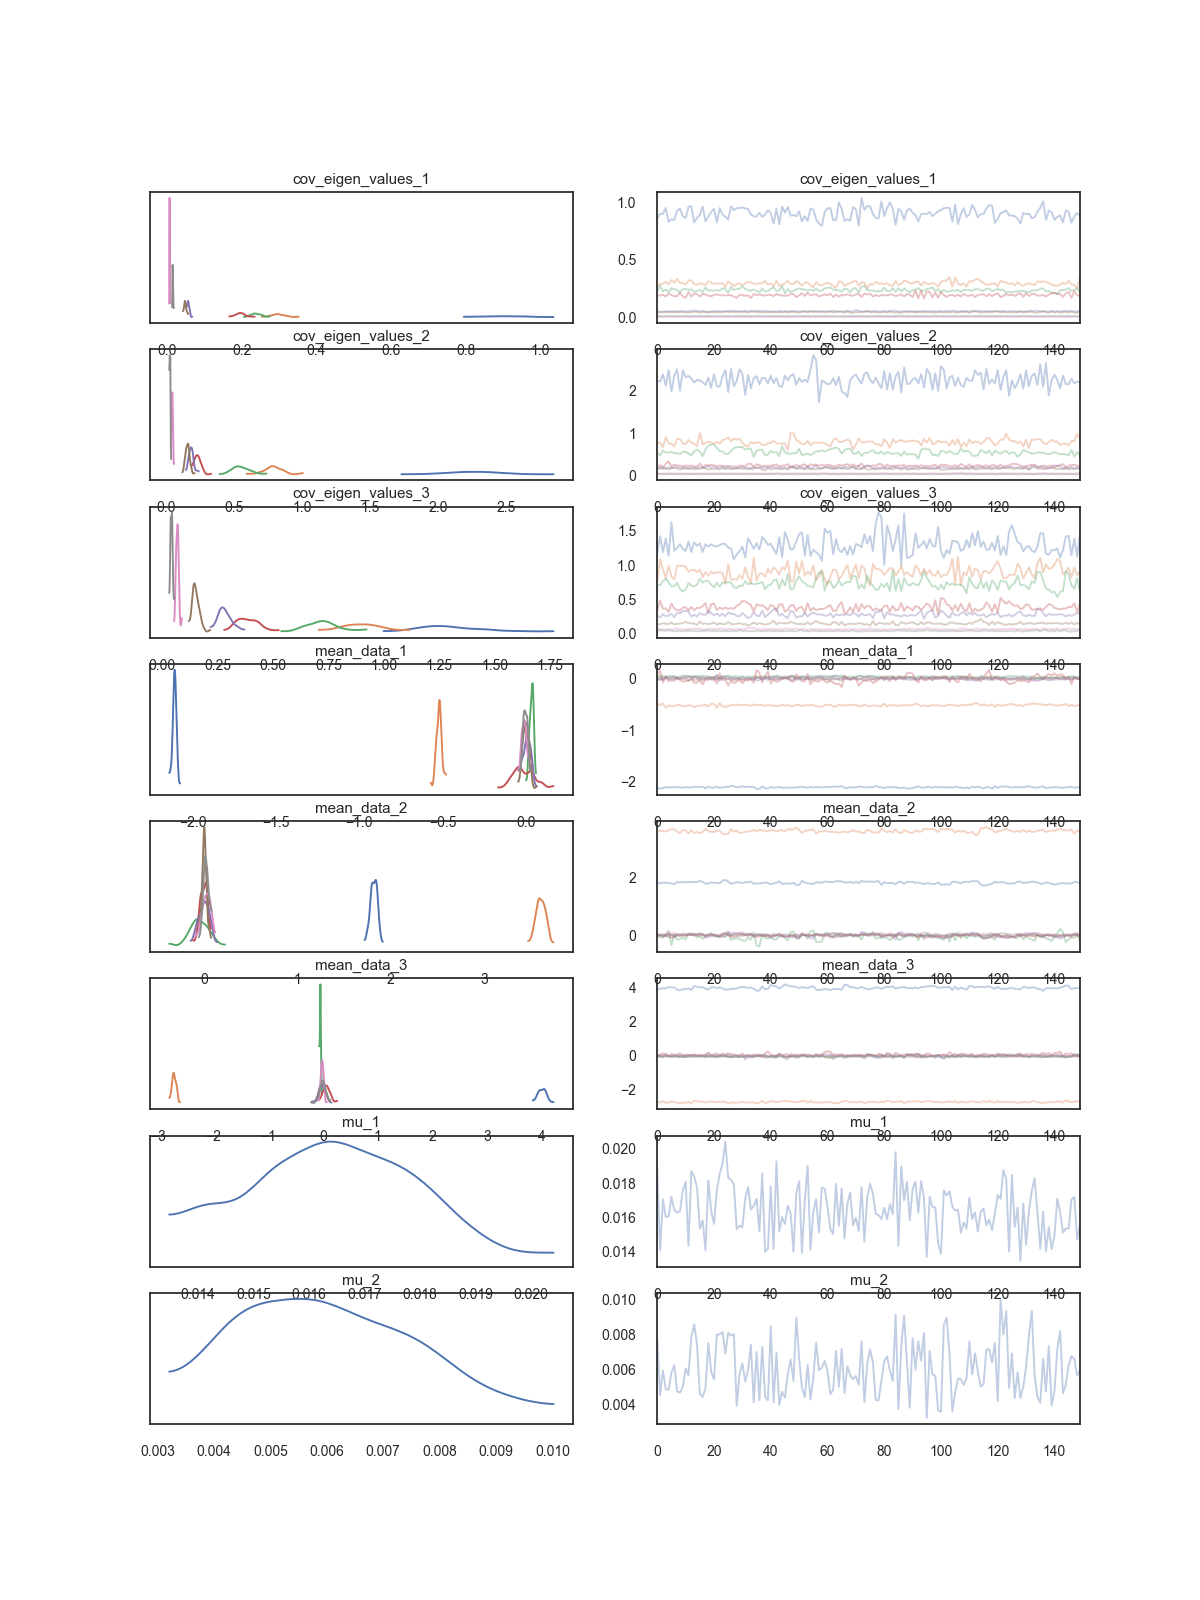 cov_eigen_values_1 cov_eigen_values_1
1.0
0.5
0.0
0.0 0.2 0.4 0.6 0.8 1.0 0 20 40 60 80 100 120 140
cov_eigen_values_2 cov_eigen_values_2
2
1
0
0.0 0.5 1.0 1.5 2.0 2.5 0 20 40 60 80 100 120 140
cov_eigen_values_3 cov_eigen_values_3
1.5
1.0
0.5
0.0
0.00 0.25 0.50 0.75 1.00 1.25 1.50 1.75 0 20 40 60 80 100 120 140
mean_data_1 mean_data_1
0
−1
−2
−2.0 −1.5 −1.0 −0.5 0.0 0 20 40 60 80 100 120 140
mean_data_2 mean_data_2
2
0
0 1 2 3 0 20 40 60 80 100 120 140
mean_data_3 mean_data_3
4
2
0
−2
−3 −2 −1 0 1 2 3 4 0 20 40 60 80 100 120 140
mu_1 mu_1
0.020
0.018
0.016
0.014
0.014 0.015 0.016 0.017 0.018 0.019 0.020 0 20 40 60 80 100 120 140
mu_2 mu_2
0.010
0.008
0.006
0.004
0.003 0.004 0.005 0.006 0.007 0.008 0.009 0.010 0 20 40 60 80 100 120 140